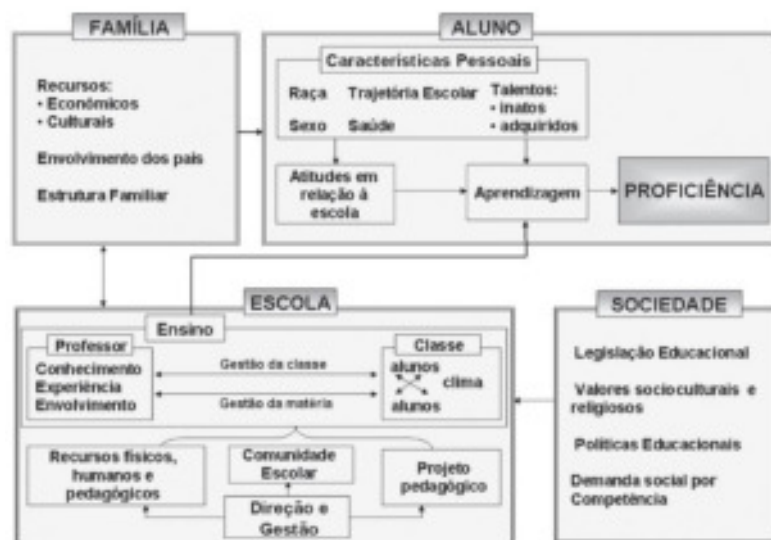 FAMÍLIA
Recursos:
• Económicos
• Culturais
Envolvimento dos pais
Estrutura Familiar
ALUNO
Características Pessoais
Raça Trajetória Escolar Talentos:
• inatos
Sexo Saúde • adquiridos
Atitudes em
relação à
escola
Aprendizagem
PROFICIÊNCIA
ESCOLA
Ensino
Professor
Conhecimento
Experiência
Envolvimento
Gestão da classe
Gestão da matéria
Classe
alunos
clima
alunos
Recursos físicos,
humanos e
pedagógicos
Comunidade
Escolar
Projeto
pedagógico
Direção e
Gestão
SOCIEDADE
Legislação Educacional
Valores socioculturais e
religiosos
Políticas Educacionais
Demanda social por
Competência